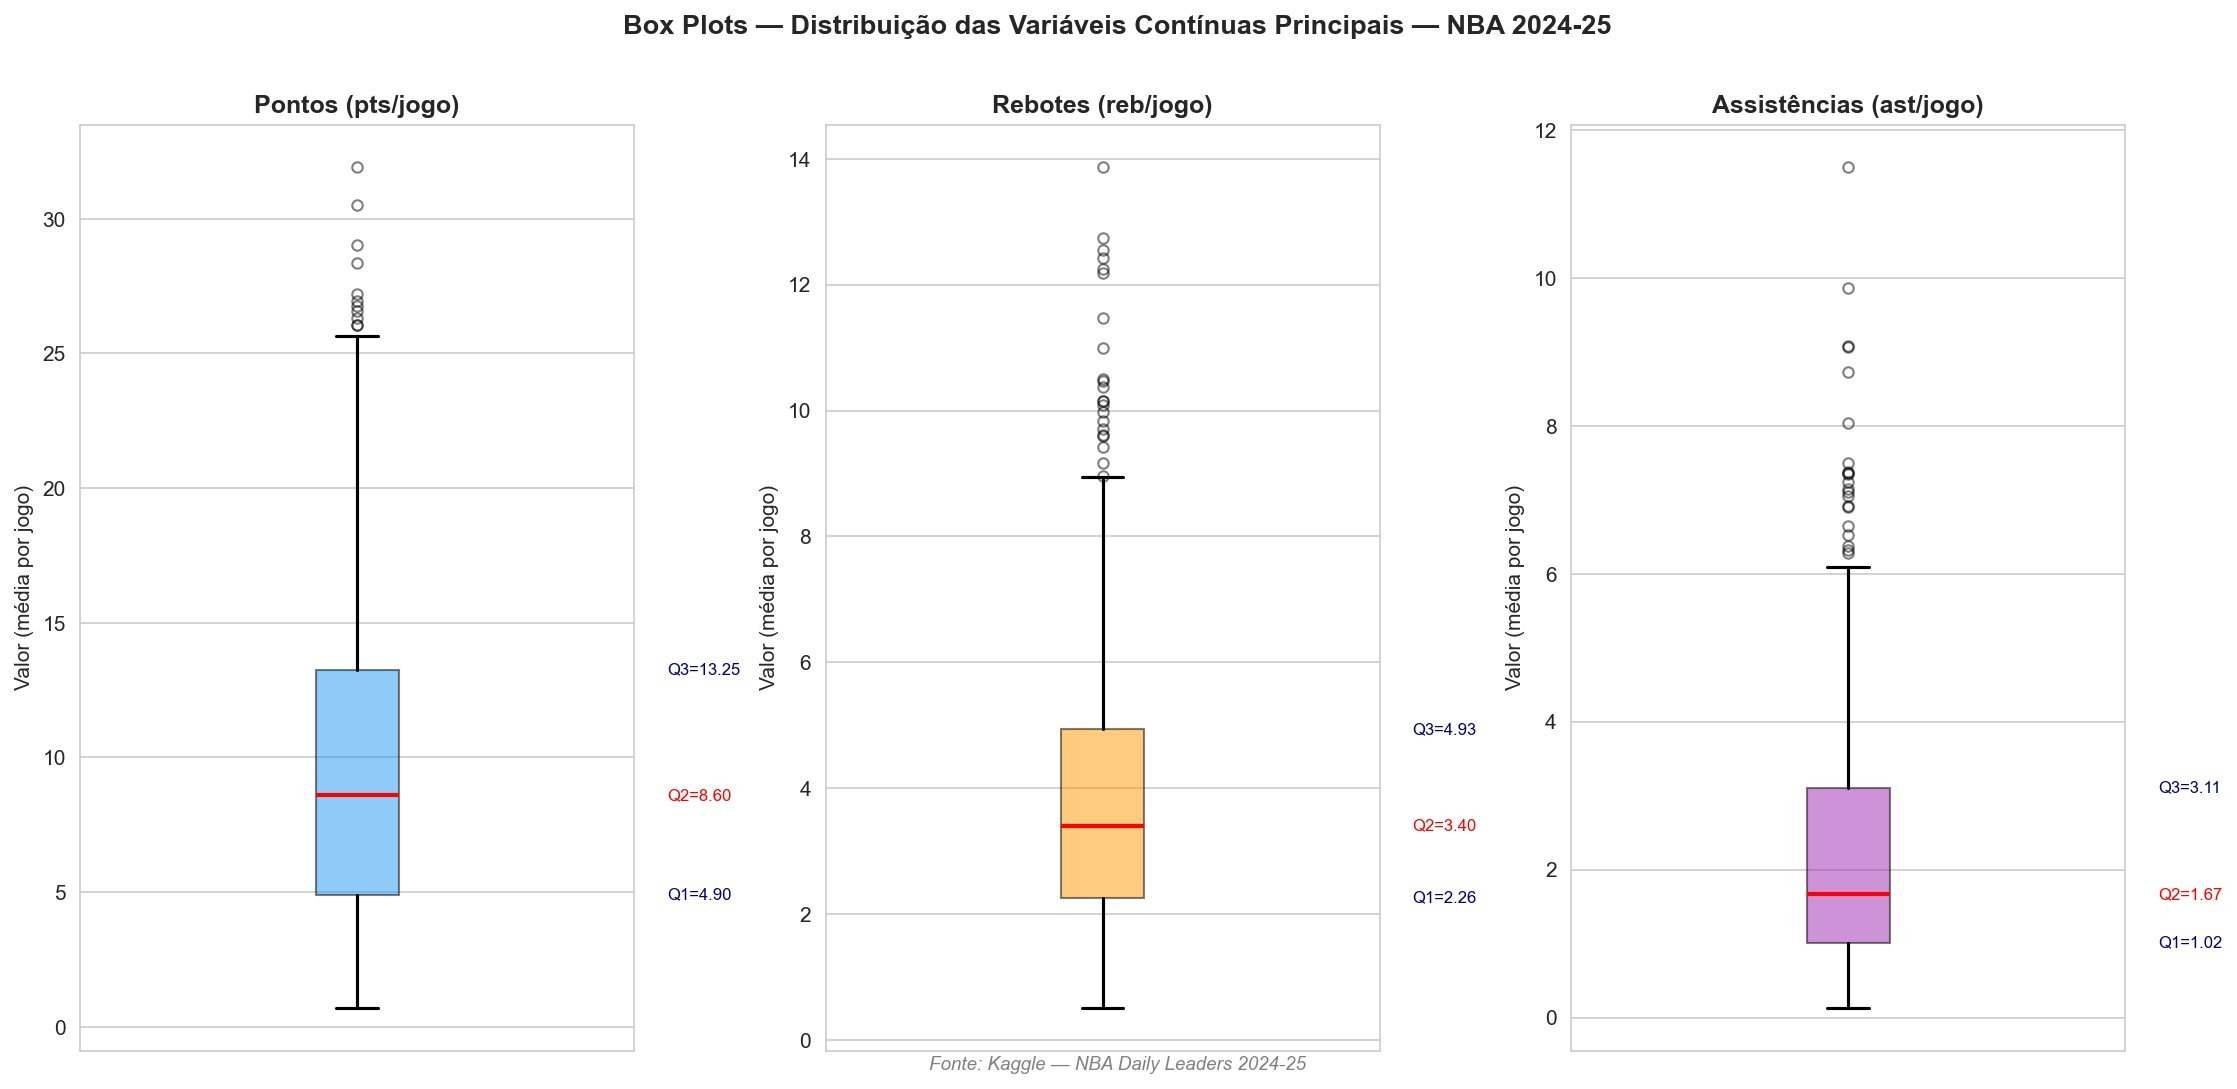 Box Plots — Distribuição das Variáveis Contínuas Principais — NBA 2024-25
Pontos (pts/jogo)
Valor (média por jogo)
30
25
20
15
10
5
0
Q3=13.25
Q2=8.60
Q1=4.90
Rebotes (reb/jogo)
Valor (média por jogo)
14
12
10
8
6
4
2
0
Q3=4.93
Q2=3.40
Q1=2.26
Assistências (ast/jogo)
Valor (média por jogo)
12
10
8
6
4
2
0
Q3=3.11
Q2=1.67
Q1=1.02
Fonte: Kaggle — NBA Daily Leaders 2024-25